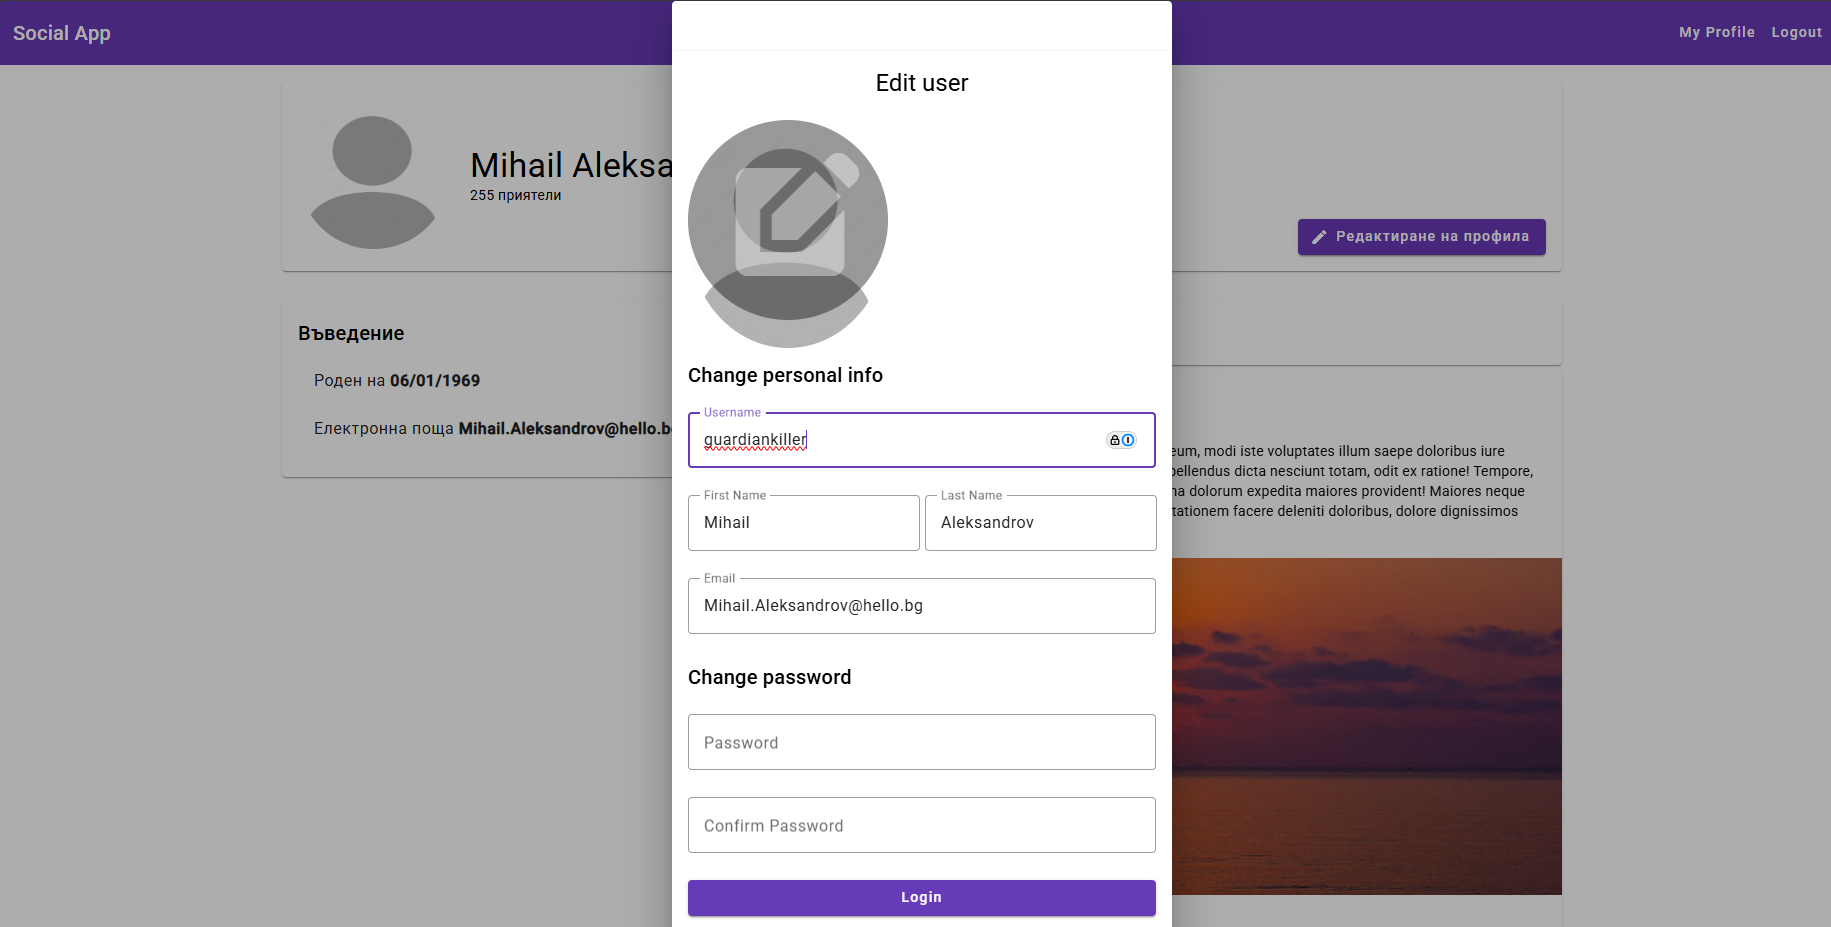 Social App
My Profile
Logout
Mihail Aleksa
255 приятели
Редактиране на профила
Въведение
Роден на 06/01/1969
Електронна поща Mihail.Aleksandrov@hello.b
Edit user
Change personal info
Username
guardiankiller
First Name
Mihail
Last Name
Aleksandrov
Email
Mihail.Aleksandrov@hello.bg
Change password
Password
Confirm Password
Login
eum, modi iste voluptates illum saepe doloribus iure
pellendus dicta nesciunt totam, odit ex ratione! Tempore,
na dolorum expedita maiores provident! Maiores neque
tationem facere deleniti doloribus, dolore dignissimos